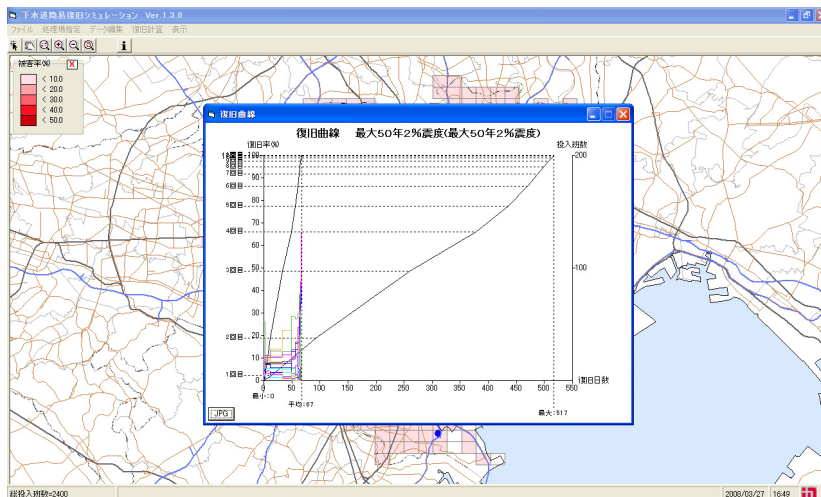 下水道簡易復旧シミュレーション Ver.1.3.0
ファイル 処理場指定 データ編集 復旧計算 表示
被害率(%) X
< 10.0
< 20.0
< 30.0
< 40.0
< 50.0
復旧曲線
復旧曲線 最大50年2%震度(最大50年2%震度)
復旧率(%) 投入班数
100 200
90
7回目 80
6回目
5回目 70
4回目 60
3回目 50 100
40
30
2回目 20
10
1回目 0 復旧日数
0 50 100 150 200 250 300 350 400 450 500 550
最小:0 平均:67 最大:517
JPG
総投入班数=2400 2008/03/27 16:49